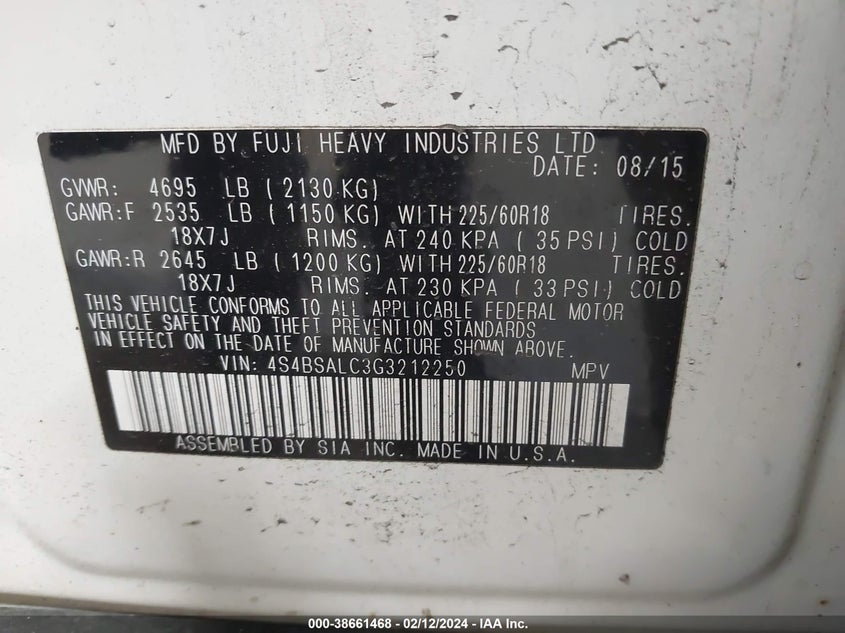 MFD BY FUJI HEAVY INDUSTRIES LTD.
DATE: 08/15
GVWR: 4695 LB ( 2130 KG)
GAWR:F 2535 LB ( 1150 KG) WITH 225/60R18 TIRES.
18X7J RIMS. AT 240 KPA ( 35 PSI) COLD
GAWR:R 2645 LB ( 1200 KG) WITH 225/60R18 TIRES.
18X7J RIMS. AT 230 KPA ( 33 PSI) COLD
THIS VEHICLE CONFORMS TO ALL APPLICABLE FEDERAL MOTOR
VEHICLE SAFETY AND THEFT PREVENTION STANDARDS
IN EFFECT ON THE DATE OF MANUFACTURE SHOWN ABOVE.
VIN: 4S4BSALC3G3212250 MPV
ASSEMBLED BY SIA INC. MADE IN U.S.A.
000-38661468 - 02/12/2024 - IAA Inc.